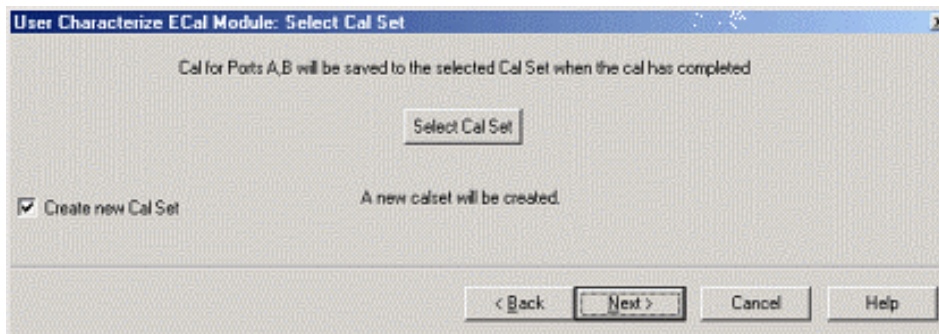 User Characterize ECal Module: Select Cal Set
Cal for Ports A,B will be saved to the selected Cal Set when the cal has completed
Select Cal Set
Create new Cal Set
A new calset will be created.
< Back
Next >
Cancel
Help